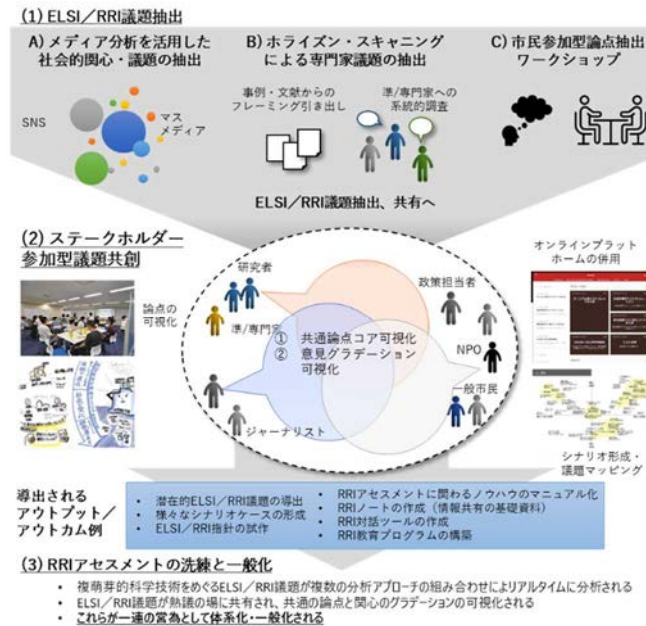 (1) ELSI／RRI議題抽出
A) メディア分析を活用した
社会的関心・議題の抽出
B) ホライズン・スキャニング
による専門家議題の抽出
C) 市民参加型論点抽出
ワークショップ
SNS
マス
メディア
事例・文献からの
フレーミング引き出し
準/専門家への
系統的調査
ELSI／RRI議題抽出、共有へ
(2) ステークホルダー
参加型議題共創
論点の
可視化
研究者
準/専門家
政策担当者
NPO
一般市民
ジャーナリスト
① 共通論点コア可視化
② 意見グラデーション
可視化
オンラインプラット
ホームの併用
シナリオ形成・
議題マッピング
導出される
アウトプット／
アウトカム例
• 潜在的ELSI／RRI議題の導出
• 様々なシナリオケースの形成
• ELSI／RRI指針の試作
• RRIアセスメントに関わるノウハウのマニュアル化
• RRIノートの作成（情報共有の基礎資料）
• RRI対話ツールの作成
• RRI教育プログラムの構築
(3) RRIアセスメントの洗練と一般化
• 複萌芽的科学技術をめぐるELSI／RRI議題が複数の分析アプローチの組み合わせによりリアルタイムに分析される
• ELSI／RRI議題が熟議の場に共有され、共通の論点と関心のグラデーションの可視化される
• これらが一連の営為として体系化・一般化される